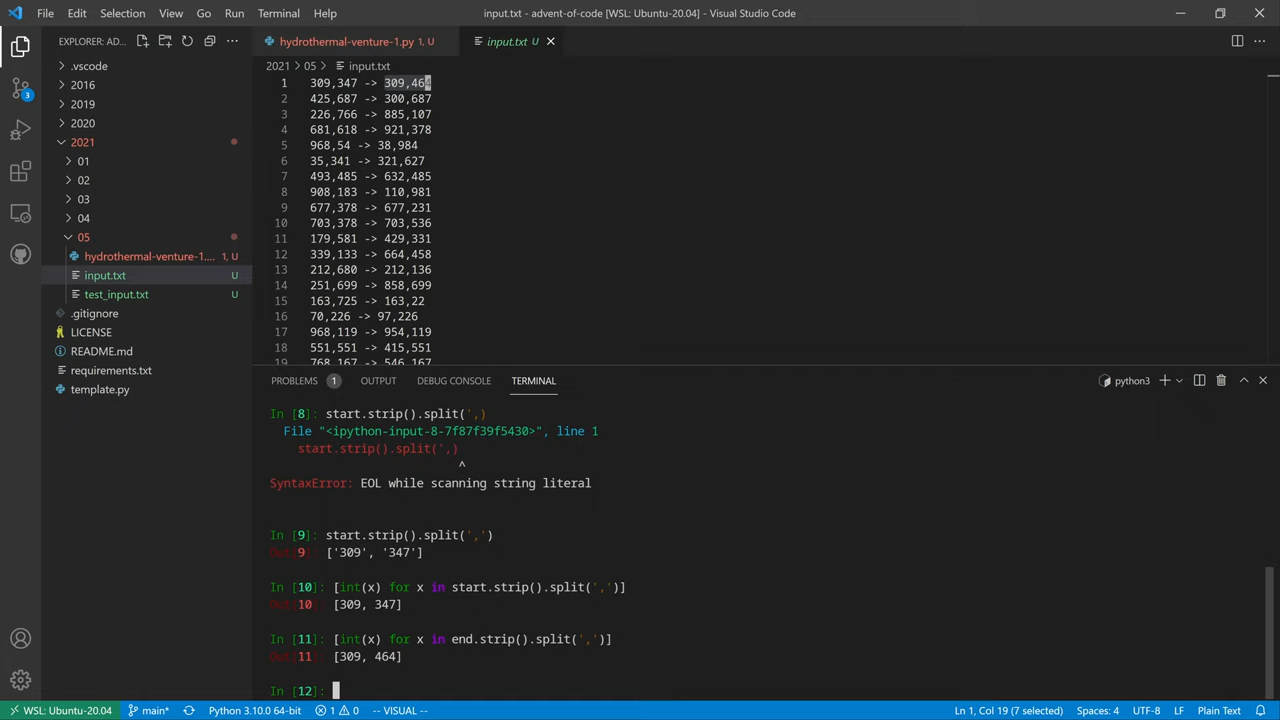 File Edit Selection View Go Run Terminal Help input.txt - advent-of-code [WSL: Ubuntu-20.04] - Visual Studio Code
EXPLORER: AD...
hydrothermal-venture-1.py 1, U
input.txt U
2021 > 05 > input.txt
.vscode
2016
2019
2020
2021
01
02
03
04
05
hydrothermal-venture-1.... 1, U
input.txt U
test_input.txt U
.gitignore
LICENSE
README.md
requirements.txt
template.py
3
1 309,347 -> 309,464
2 425,687 -> 300,687
3 226,766 -> 885,107
4 681,618 -> 921,378
5 968,54 -> 38,984
6 35,341 -> 321,627
7 493,485 -> 632,485
8 908,183 -> 110,981
9 677,378 -> 677,231
10 703,378 -> 703,536
11 179,581 -> 429,331
12 339,133 -> 664,458
13 212,680 -> 212,136
14 251,699 -> 858,699
15 163,725 -> 163,22
16 70,226 -> 97,226
17 968,119 -> 954,119
18 551,551 -> 415,551
19 768,167 -> 546,167
PROBLEMS 1 OUTPUT DEBUG CONSOLE TERMINAL python3
In [8]: start.strip().split(',)
File "<ipython-input-8-7f87f39f5430>", line 1
start.strip().split(',)
^
SyntaxError: EOL while scanning string literal
In [9]: start.strip().split(',')
Out[9]: ['309', '347']
In [10]: [int(x) for x in start.strip().split(',')]
Out[10]: [309, 347]
In [11]: [int(x) for x in end.strip().split(',')]
Out[11]: [309, 464]
In [12]:
WSL: Ubuntu-20.04 main* Python 3.10.0 64-bit 1 0 -- VISUAL -- Ln 1, Col 19 (7 selected) Spaces: 4 UTF-8 LF Plain Text